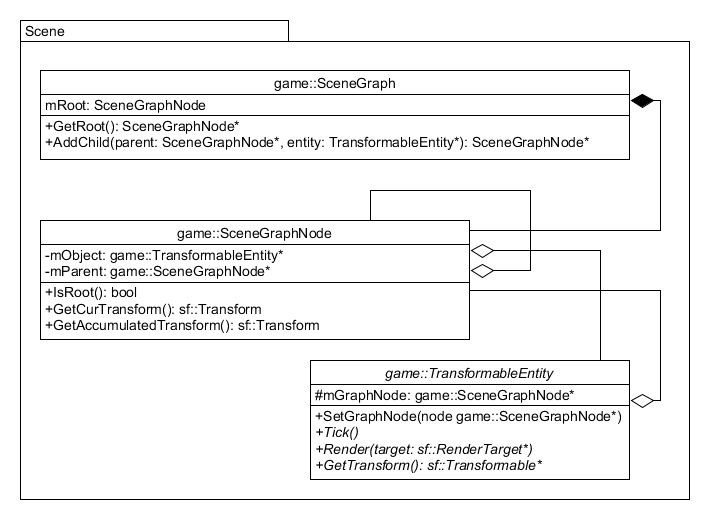 Scene
game::SceneGraph
mRoot: SceneGraphNode
+GetRoot(): SceneGraphNode*
+AddChild(parent: SceneGraphNode*, entity: TransformableEntity*): SceneGraphNode*
game::SceneGraphNode
-mObject: game::TransformableEntity*
-mParent: game::SceneGraphNode*
+IsRoot(): bool
+GetCurTransform(): sf::Transform
+GetAccumulatedTransform(): sf::Transform
game::TransformableEntity
#mGraphNode: game::SceneGraphNode*
+SetGraphNode(node game::SceneGraphNode*)
+Tick()
+Render(target: sf::RenderTarget*)
+GetTransform(): sf::Transformable*